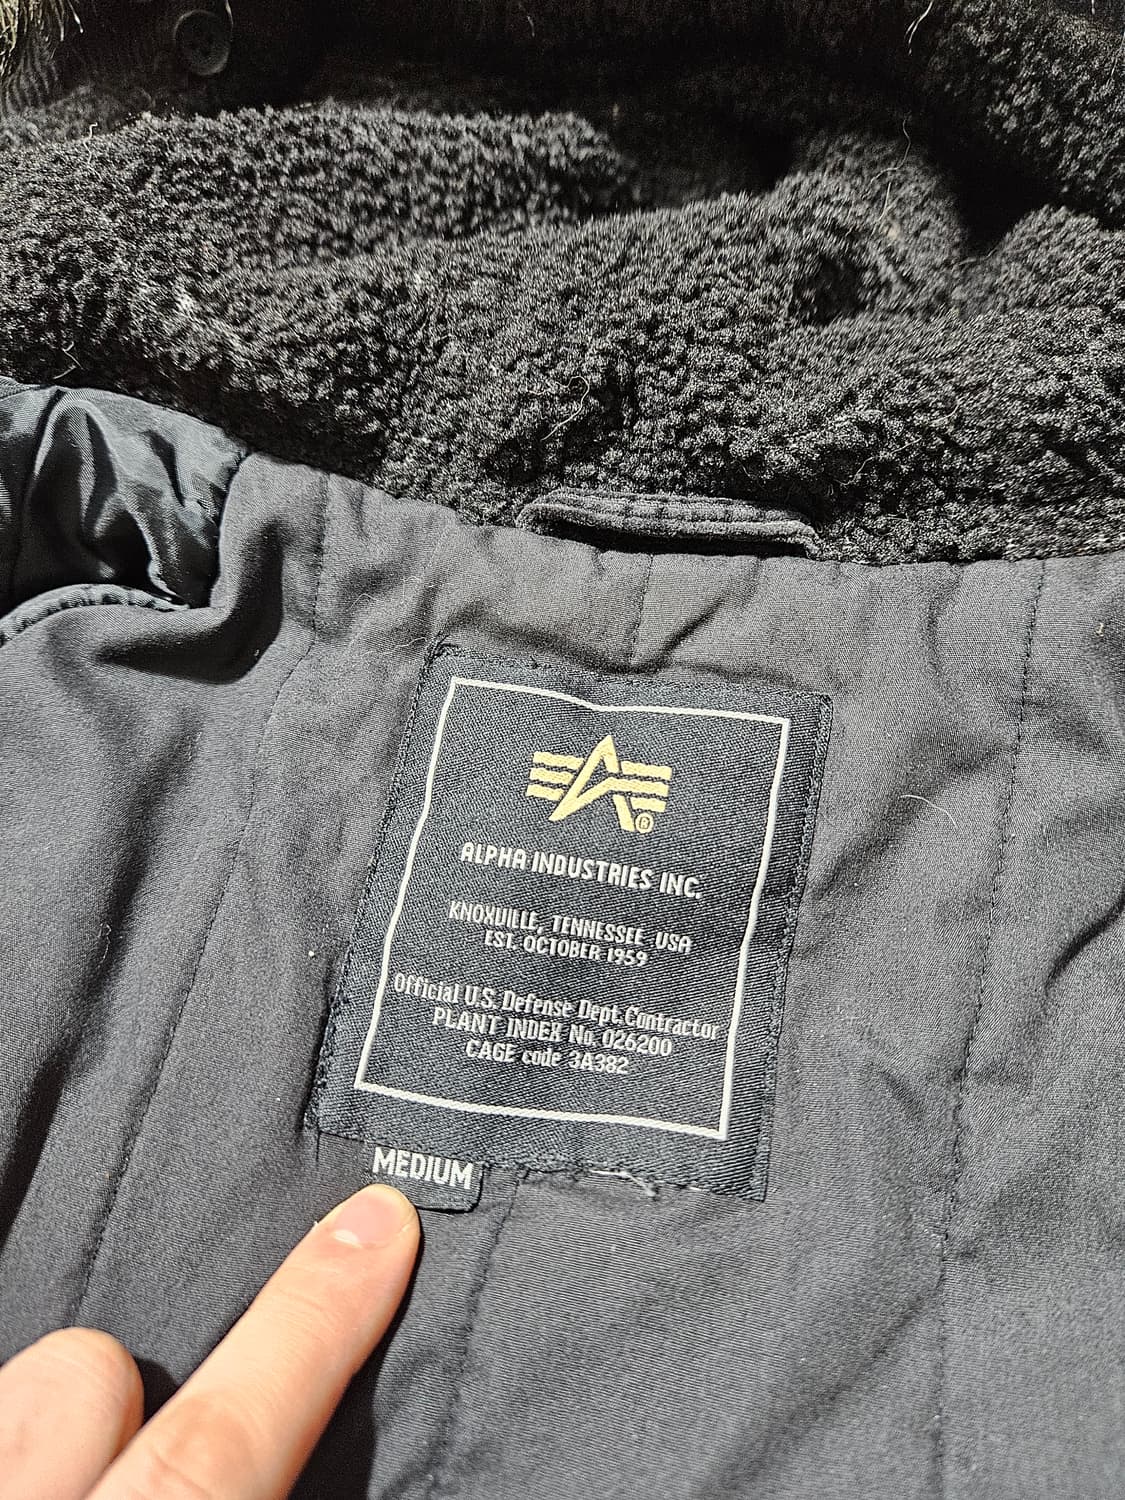 ALPHA INDUSTRIES INC.
KNOXVILLE, TENNESSEE USA
EST. OCTOBER 1959
Official U.S. Defense Dept. Contractor
PLANT INDEX No. 026200
CAGE code 3A382
MEDIUM